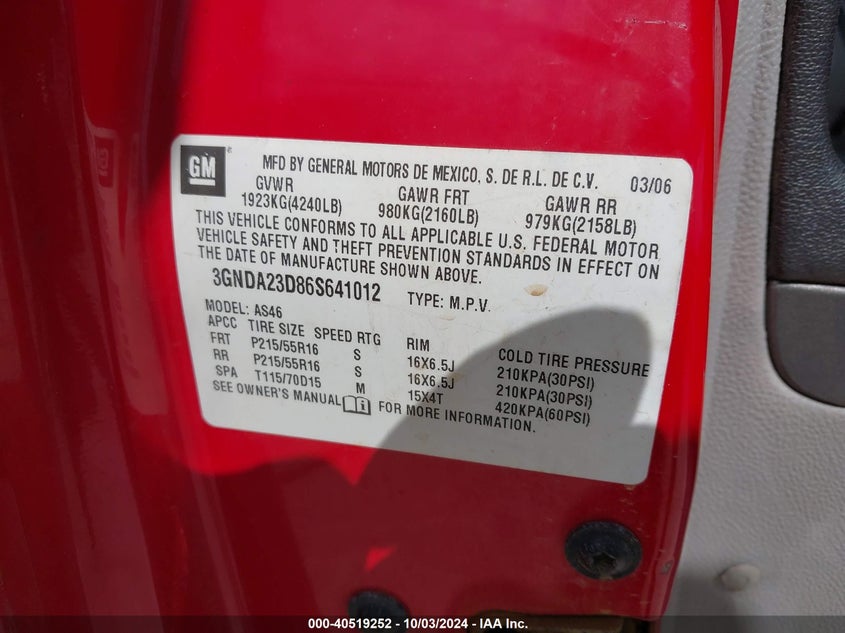 GM
MFD BY GENERAL MOTORS DE MEXICO, S. DE R.L. DE C.V. 03/06
GVWR GAWR FRT GAWR RR
1923KG(4240LB) 980KG(2160LB) 979KG(2158LB)
THIS VEHICLE CONFORMS TO ALL APPLICABLE U.S. FEDERAL MOTOR
VEHICLE SAFETY AND THEFT PREVENTION STANDARDS IN EFFECT ON
THE DATE OF MANUFACTURE SHOWN ABOVE.
3GNDA23D86S641012 TYPE: M.P.V.
MODEL: AS46
APCC TIRE SIZE SPEED RTG RIM COLD TIRE PRESSURE
FRT P215/55R16 S 16X6.5J 210KPA(30PSI)
RR P215/55R16 S 16X6.5J 210KPA(30PSI)
SPA T115/70D15 M 15X4T 420KPA(60PSI)
SEE OWNER'S MANUAL FOR MORE INFORMATION.
000-40519252 - 10/03/2024 - IAA Inc.